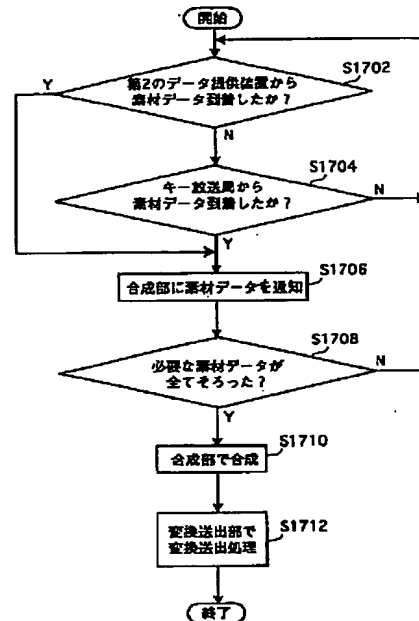 開始
S1702
第2のデータ提供装置から
素材データ到着したか？
Y
N
S1704
キー放送局から
素材データ到着したか？
N
Y
S1706
合成部に素材データを通知
S1708
必要な素材データが
全てそろった？
N
Y
S1710
合成部で合成
S1712
変換送出部で
変換送出処理
終了